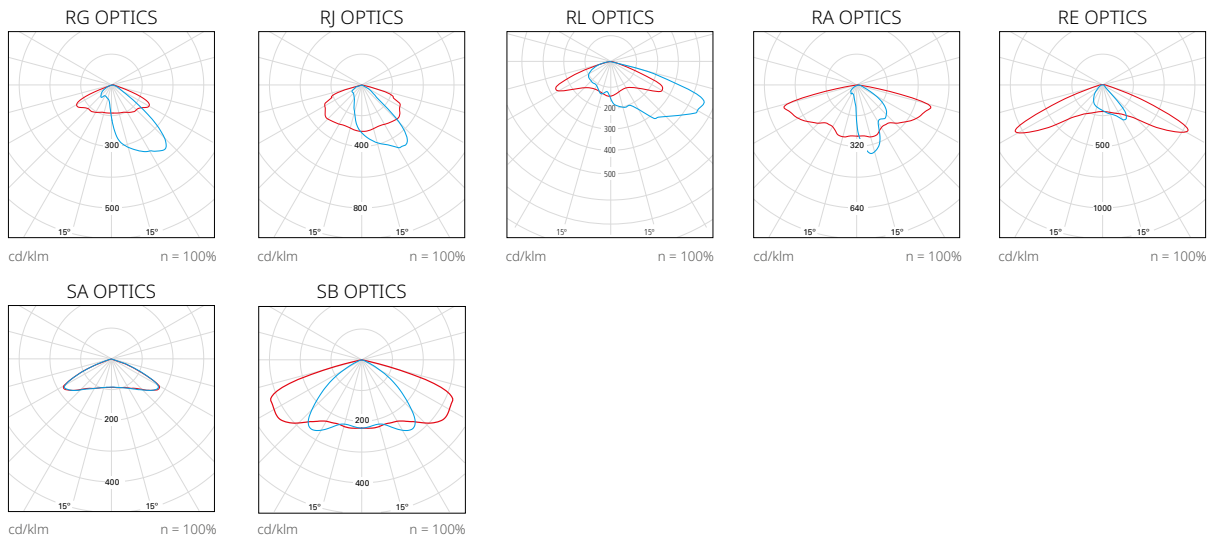 RG OPTICS
300
500
15° 15°
cd/klm n = 100%
RJ OPTICS
400
800
15° 15°
cd/klm n = 100%
RL OPTICS
200
300
400
500
15° 15°
cd/klm n = 100%
RA OPTICS
320
640
15° 15°
cd/klm n = 100%
RE OPTICS
500
1000
15° 15°
cd/klm n = 100%
SA OPTICS
200
400
15° 15°
cd/klm n = 100%
SB OPTICS
200
400
15° 15°
cd/klm n = 100%